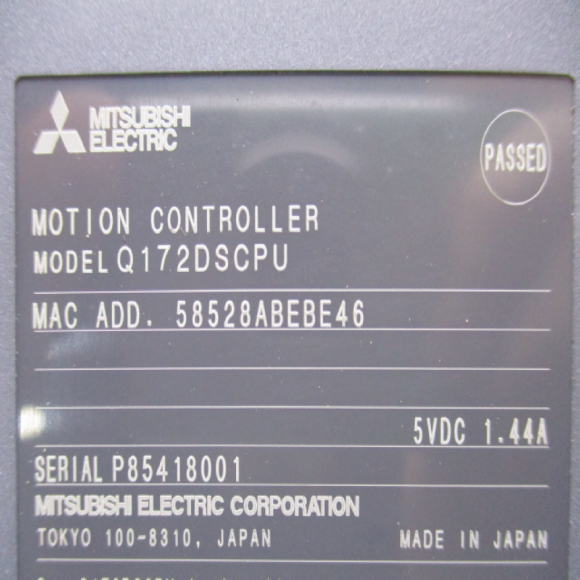 MITSUBISHI
ELECTRIC
PASSED
MOTION CONTROLLER
MODEL Q172DSCPU
MAC ADD. 58528ABEBE46
5VDC 1.44A
SERIAL P85418001
MITSUBISHI ELECTRIC CORPORATION
TOKYO 100-8310, JAPAN MADE IN JAPAN